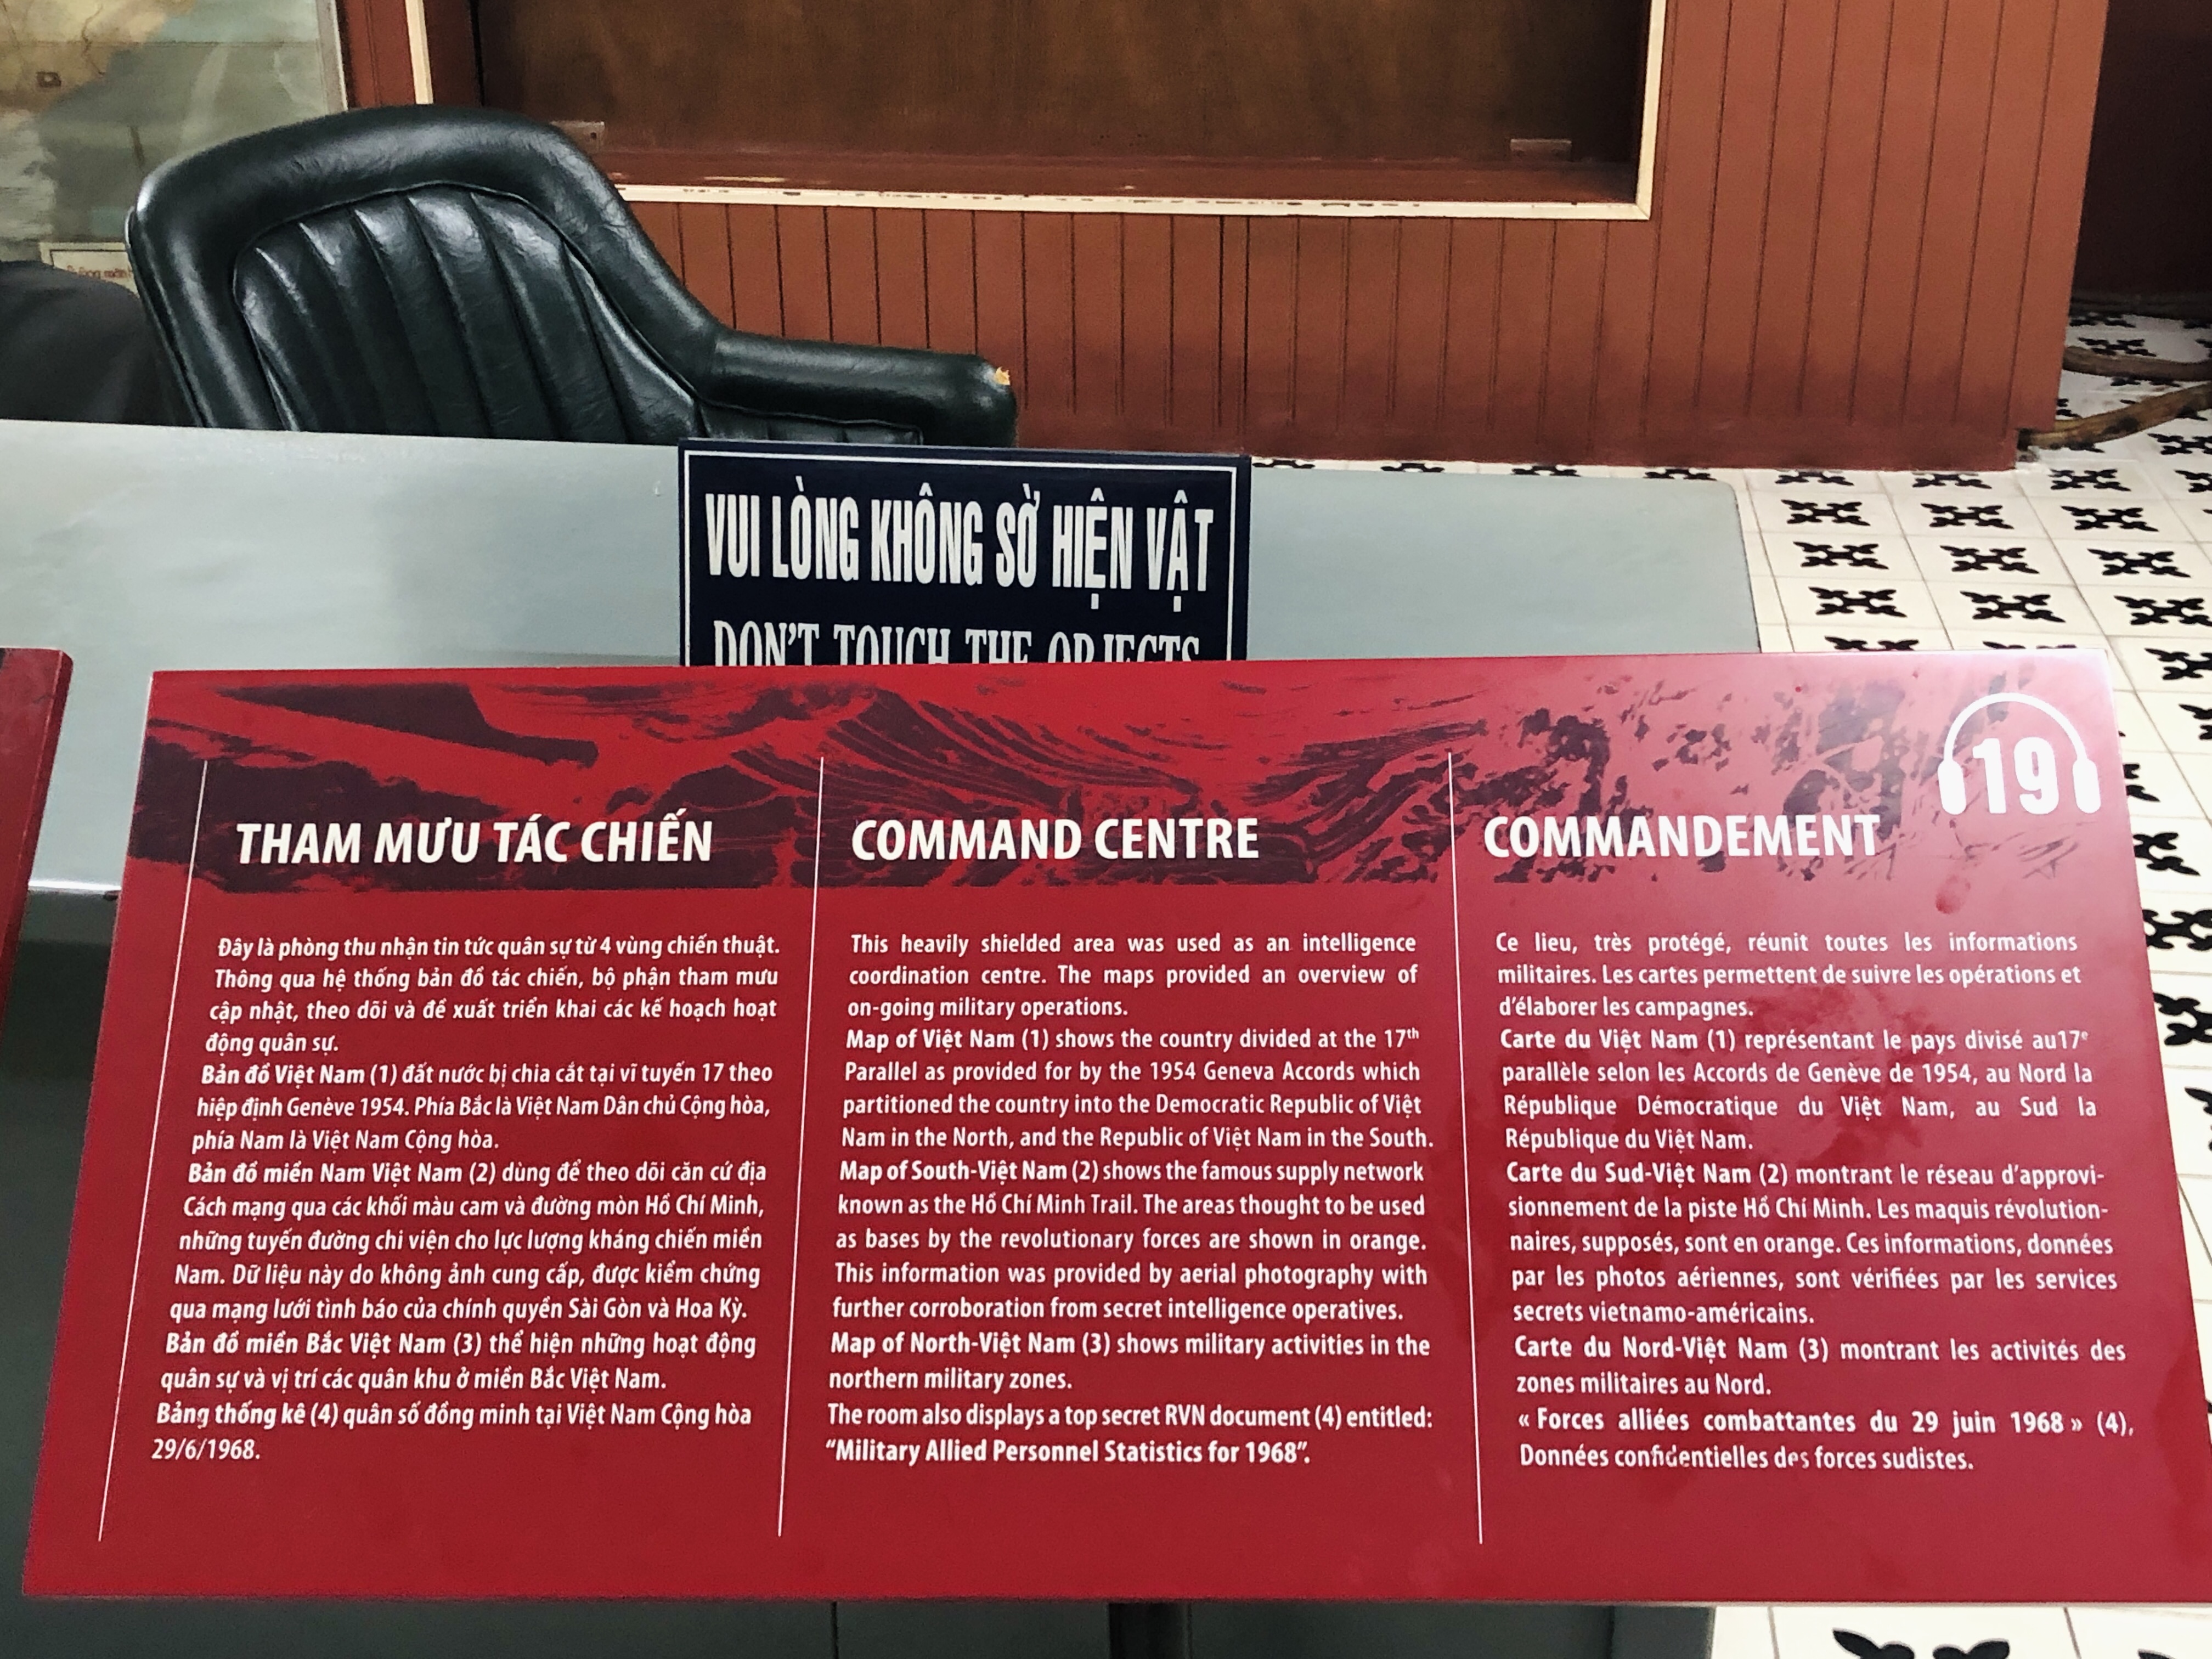 VUI LÒNG KHÔNG SỜ HIỆN VẬT
DON'T TOUCH THE OBJECTS
19
THAM MƯU TÁC CHIẾN
Đây là phòng thu nhận tin tức quân sự từ 4 vùng chiến thuật.
Thông qua hệ thống bản đồ tác chiến, bộ phận tham mưu
cập nhật, theo dõi và đề xuất triển khai các kế hoạch hoạt
động quân sự.
Bản đồ Việt Nam (1) đất nước bị chia cắt tại vĩ tuyến 17 theo
hiệp định Genève 1954. Phía Bắc là Việt Nam Dân chủ Cộng hòa,
phía Nam là Việt Nam Cộng hòa.
Bản đồ miền Nam Việt Nam (2) dùng để theo dõi căn cứ địa
Cách mạng qua các khối màu cam và đường mòn Hồ Chí Minh,
những tuyến đường chi viện cho lực lượng kháng chiến miền
Nam. Dữ liệu này do không ảnh cung cấp, được kiểm chứng
qua mạng lưới tình báo của chính quyền Sài Gòn và Hoa Kỳ.
Bản đồ miền Bắc Việt Nam (3) thể hiện những hoạt động
quân sự và vị trí các quân khu ở miền Bắc Việt Nam.
Bảng thống kê (4) quân số đồng minh tại Việt Nam Cộng hòa
29/6/1968.
COMMAND CENTRE
This heavily shielded area was used as an intelligence
coordination centre. The maps provided an overview of
on-going military operations.
Map of Việt Nam (1) shows the country divided at the 17th
Parallel as provided for by the 1954 Geneva Accords which
partitioned the country into the Democratic Republic of Việt
Nam in the North, and the Republic of Việt Nam in the South.
Map of South-Việt Nam (2) shows the famous supply network
known as the Hồ Chí Minh Trail. The areas thought to be used
as bases by the revolutionary forces are shown in orange.
This information was provided by aerial photography with
further corroboration from secret intelligence operatives.
Map of North-Việt Nam (3) shows military activities in the
northern military zones.
The room also displays a top secret RVN document (4) entitled:
“Military Allied Personnel Statistics for 1968”.
COMMANDEMENT
Ce lieu, très protégé, réunit toutes les informations
militaires. Les cartes permettent de suivre les opérations et
d'élaborer les campagnes.
Carte du Việt Nam (1) représentant le pays divisé au17e
parallèle selon les Accords de Genève de 1954, au Nord la
République Démocratique du Việt Nam, au Sud la
République du Việt Nam.
Carte du Sud-Việt Nam (2) montrant le réseau d'approvi-
sionnement de la piste Hồ Chí Minh. Les maquis révolution-
naires, supposés, sont en orange. Ces informations, données
par les photos aériennes, sont vérifiées par les services
secrets vietnamo-américains.
Carte du Nord-Việt Nam (3) montrant les activités des
zones militaires au Nord.
« Forces alliées combattantes du 29 juin 1968 » (4),
Données confidentielles des forces sudistes.